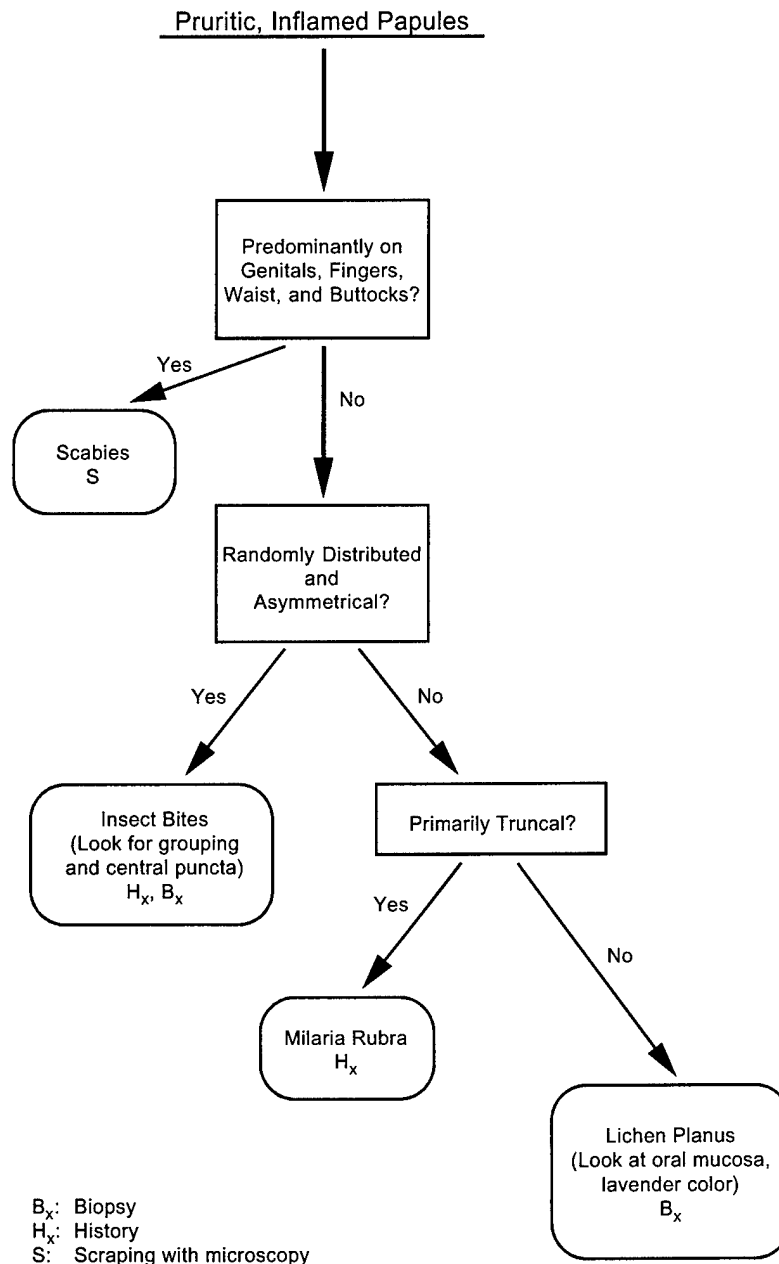 Pruritic, Inflamed Papules
Predominantly on
Genitals, Fingers,
Waist, and Buttocks?
Yes
No
Scabies
S
Randomly Distributed
and
Asymmetrical?
Yes
No
Insect Bites
(Look for grouping
and central puncta)
Hx, Bx
Primarily Truncal?
Yes
No
Milaria Rubra
Hx
Lichen Planus
(Look at oral mucosa,
lavender color)
Bx
Bx: Biopsy
Hx: History
S: Scraping with microscopy